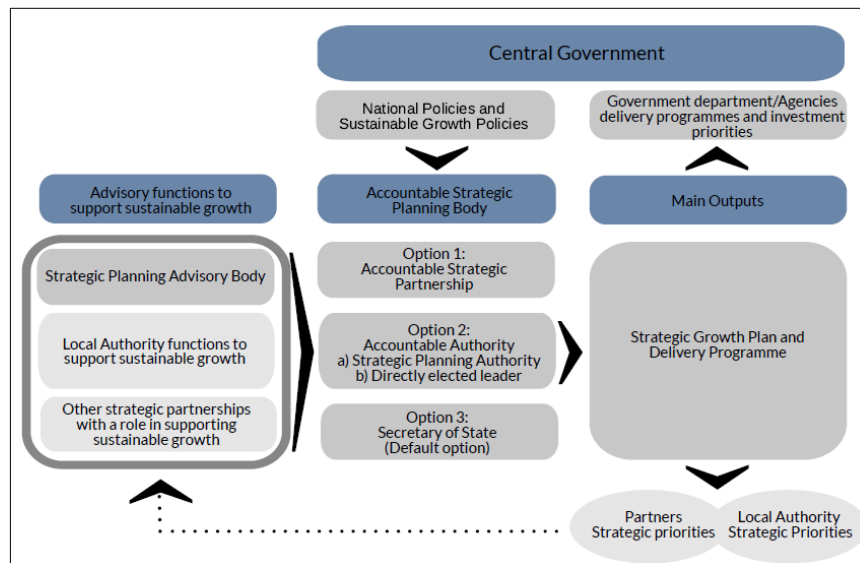 Central Government
National Policies and
Sustainable Growth Policies
Government department/Agencies
delivery programmes and investment
priorities
Advisory functions to
support sustainable growth
Accountable Strategic
Planning Body
Main Outputs
Strategic Planning Advisory Body
Local Authority functions to
support sustainable growth
Other strategic partnerships
with a role in supporting
sustainable growth
Option 1:
Accountable Strategic
Partnership
Option 2:
Accountable Authority
a) Strategic Planning Authority
b) Directly elected leader
Option 3:
Secretary of State
(Default option)
Strategic Growth Plan and
Delivery Programme
Partners
Strategic priorities
Local Authority
Strategic Priorities